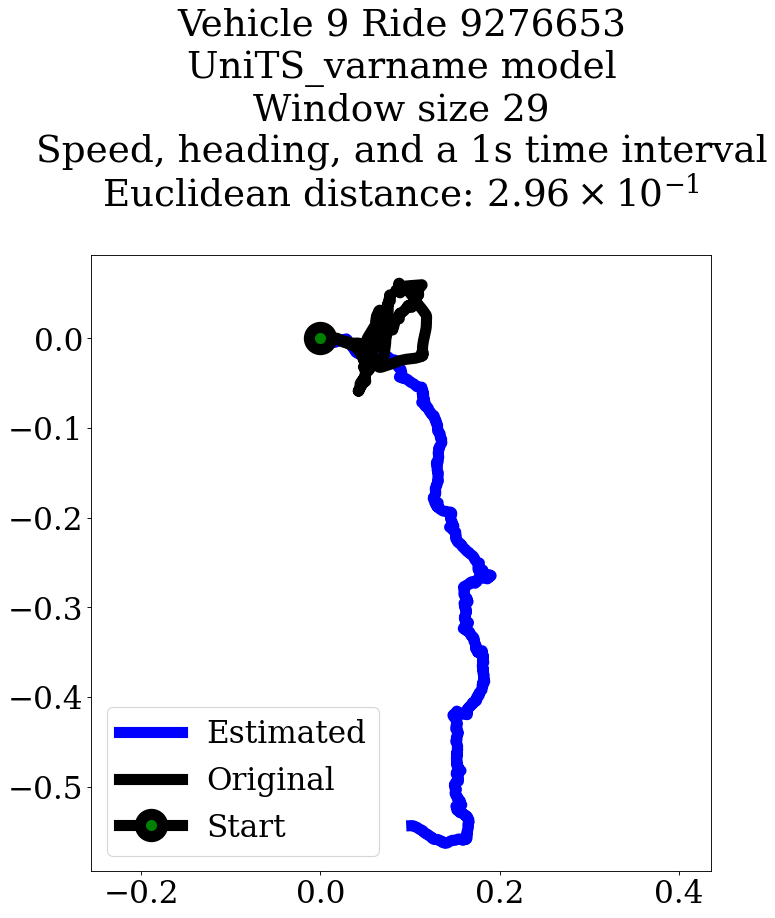 Vehicle 9 Ride 9276653
UniTS_varname model
Window size 29
Speed, heading, and a 1s time interval
Euclidean distance: 2.96 × 10⁻¹
0.0
−0.1
−0.2
−0.3
−0.4
−0.5
Estimated
Original
Start
−0.2 0.0 0.2 0.4